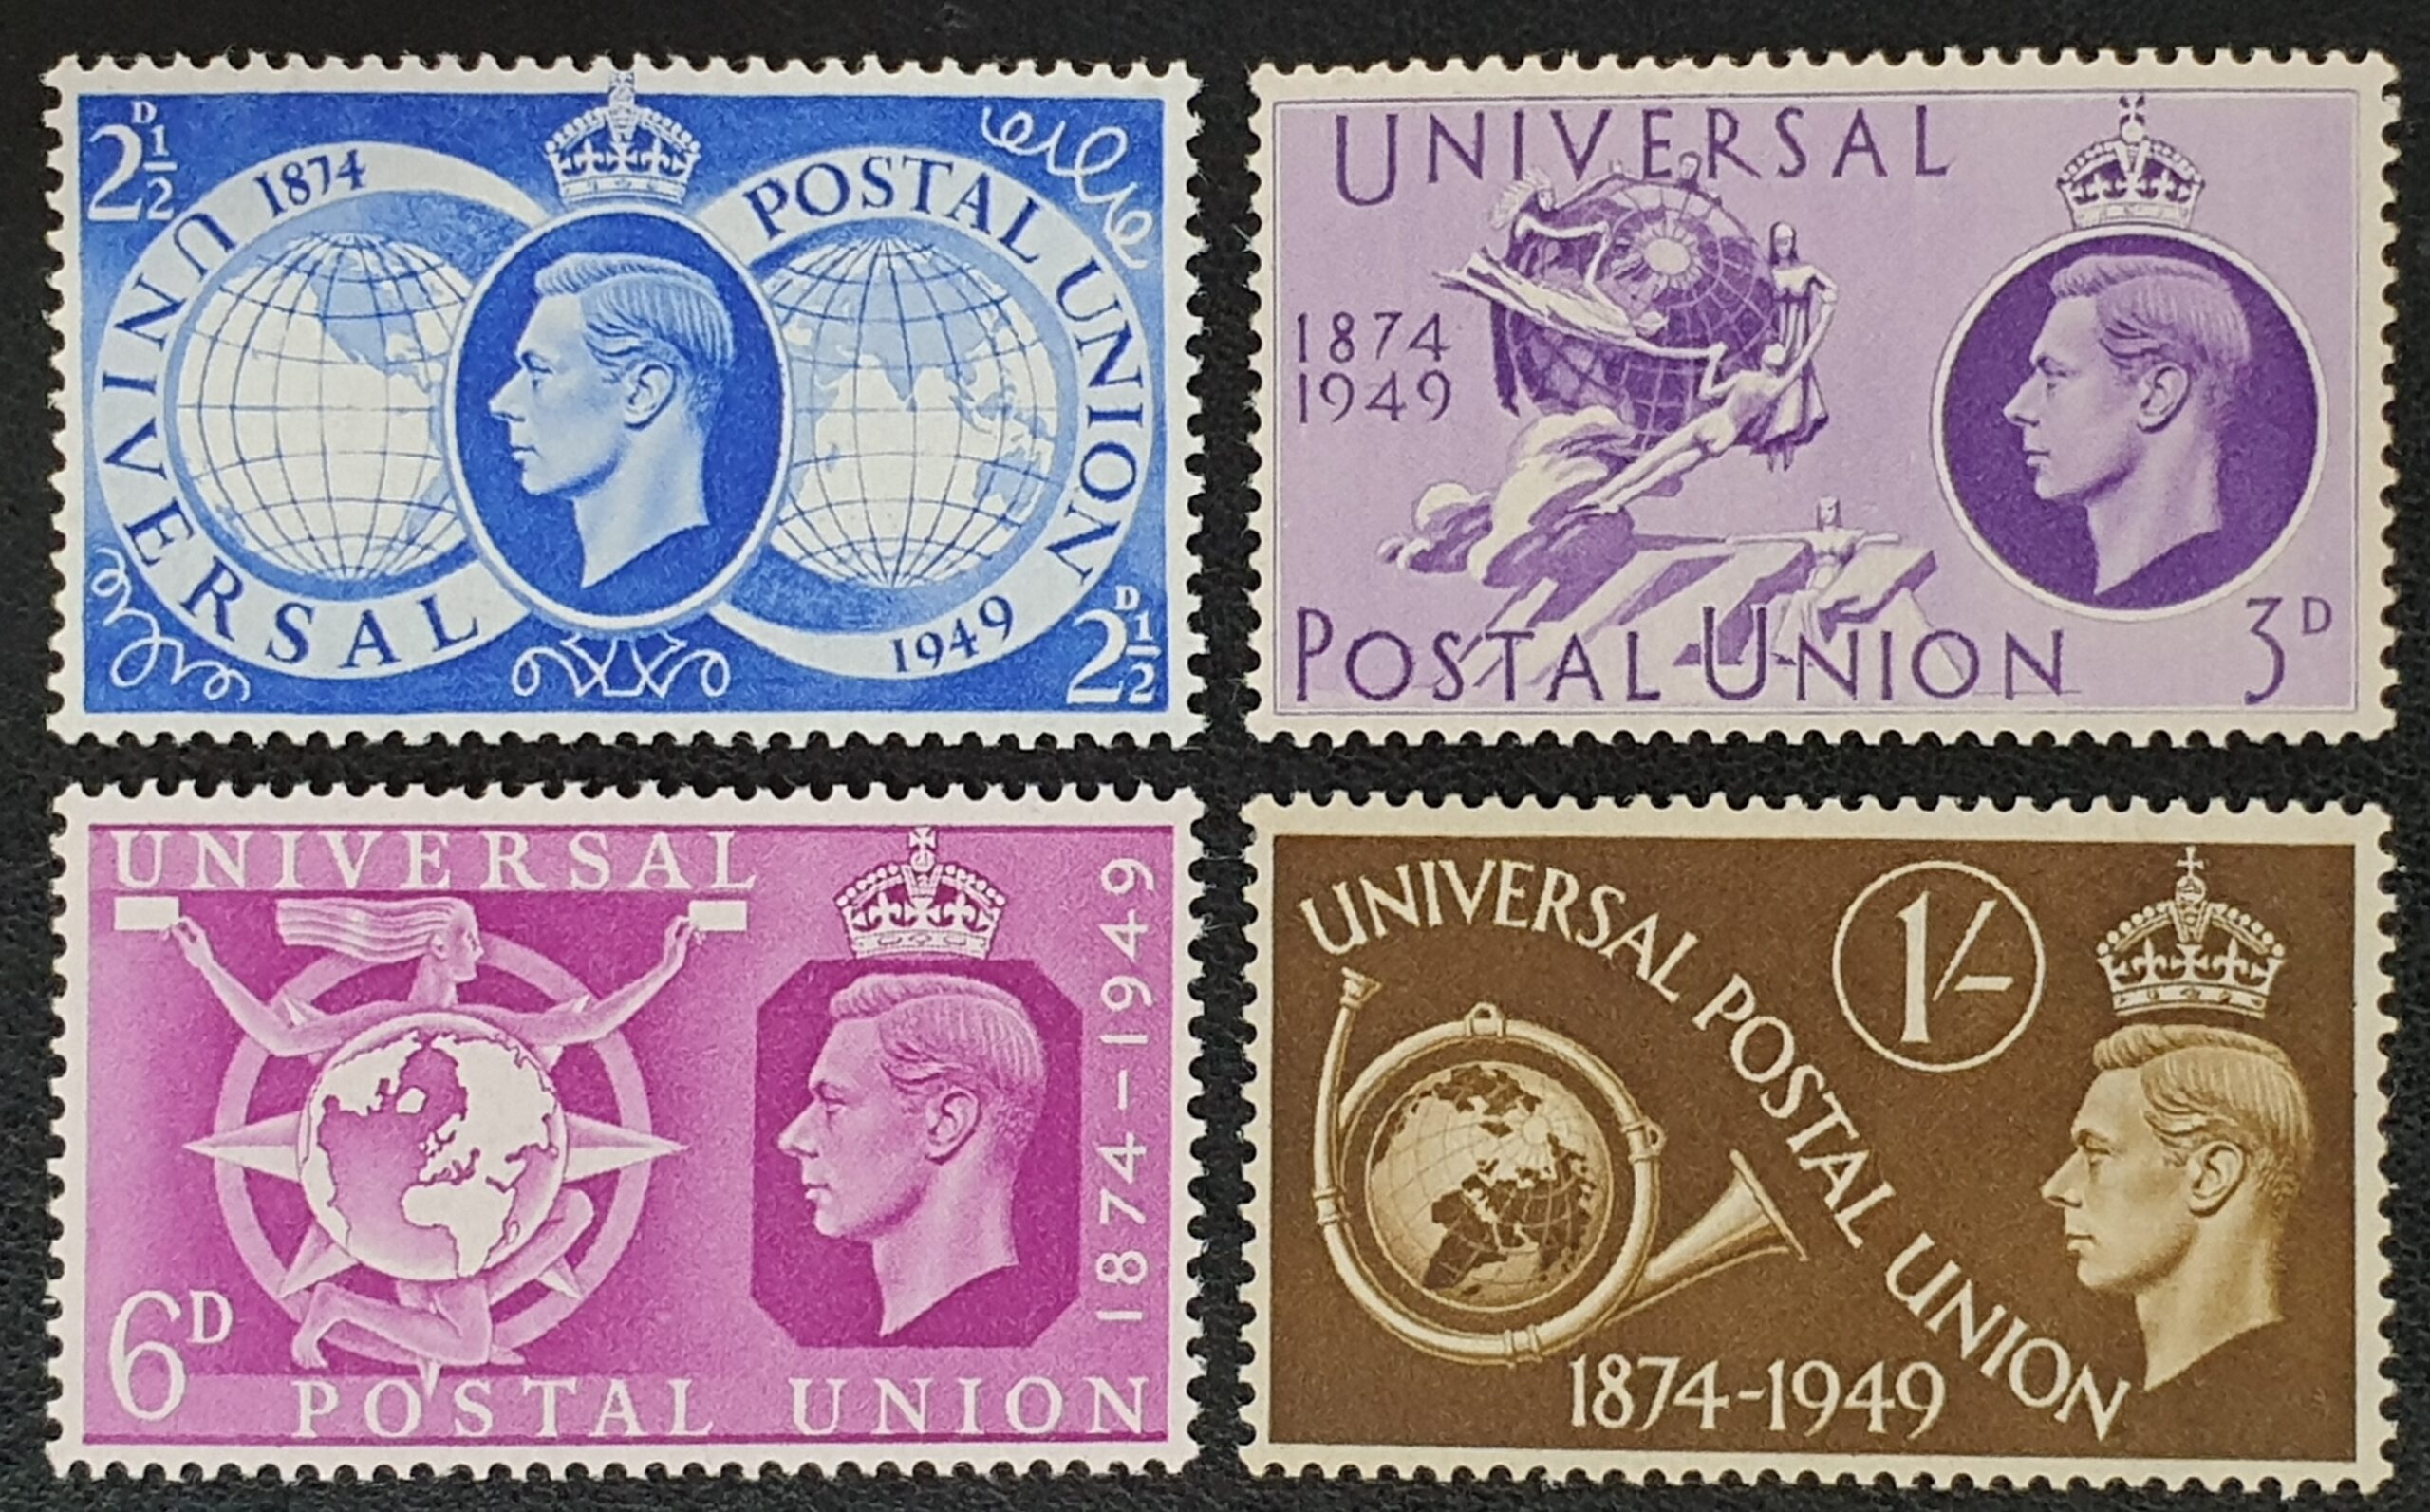 2½D
1874
UNIVERSAL
POSTAL UNION
1949
2½D
UNIVERSAL
1874
1949
POSTAL UNION
3D
UNIVERSAL
1874-1949
6D
POSTAL UNION
UNIVERSAL POSTAL UNION
1/-
1874-1949